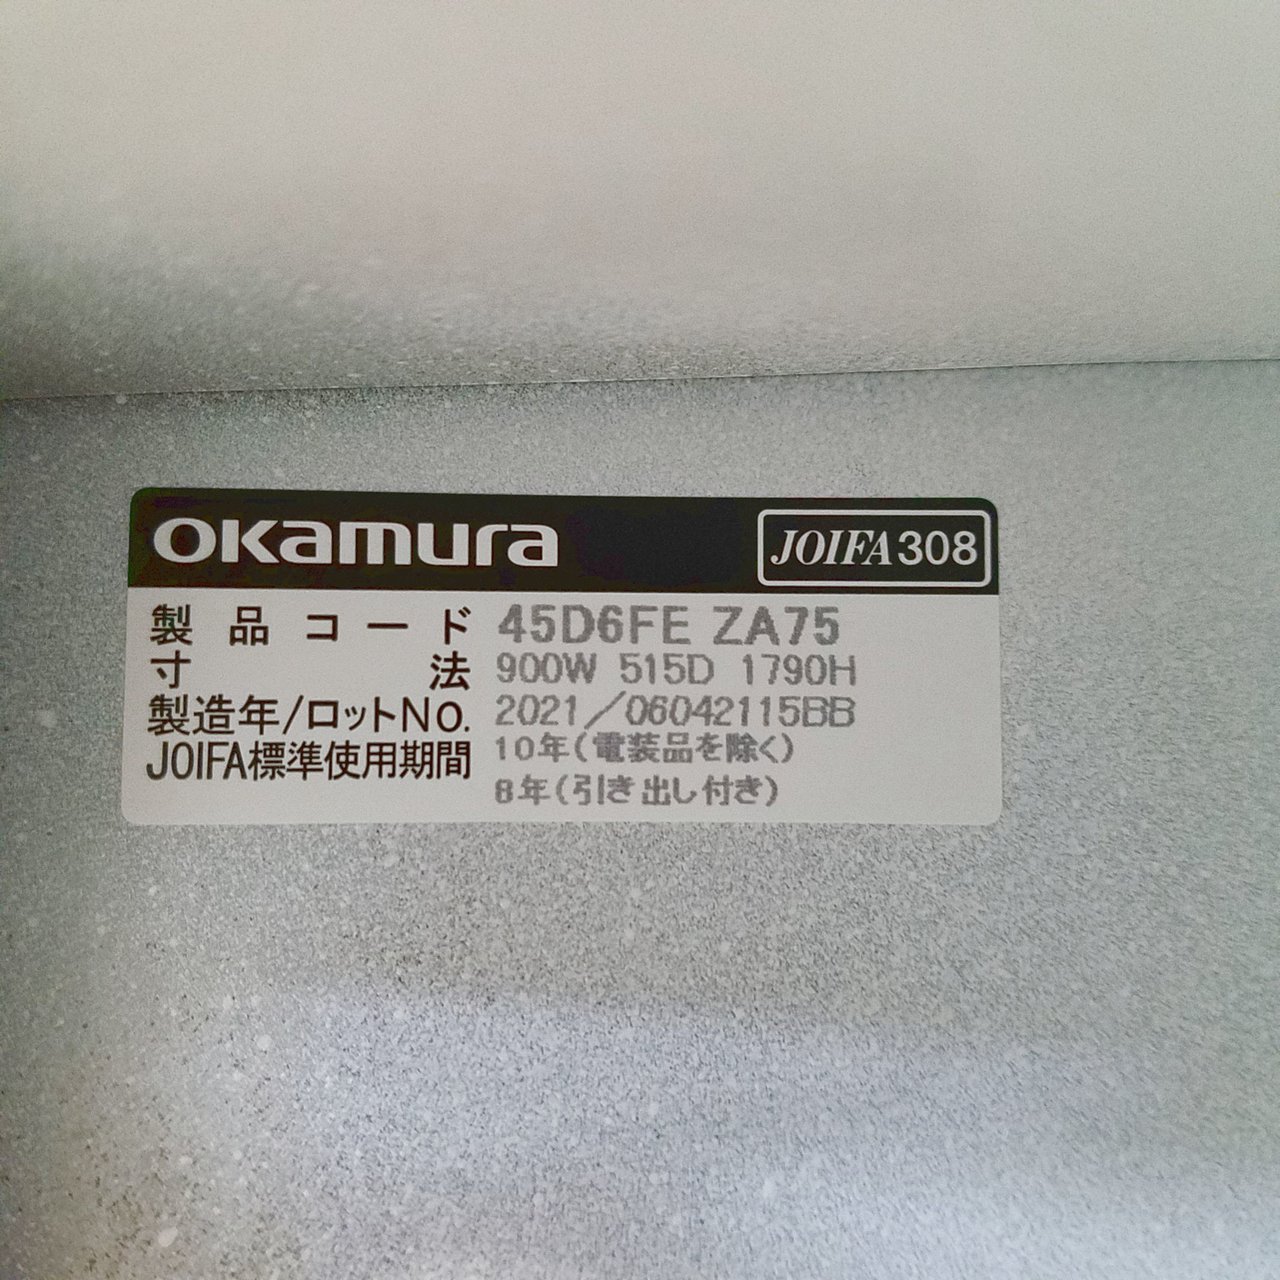 OKamura JOIFA308
製品コード 45D6FE ZA75
寸法 900W 515D 1790H
製造年/ロットNo. 2021/06042115BB
JOIFA標準使用期間 10年(電装品を除く)
8年(引き出し付き)